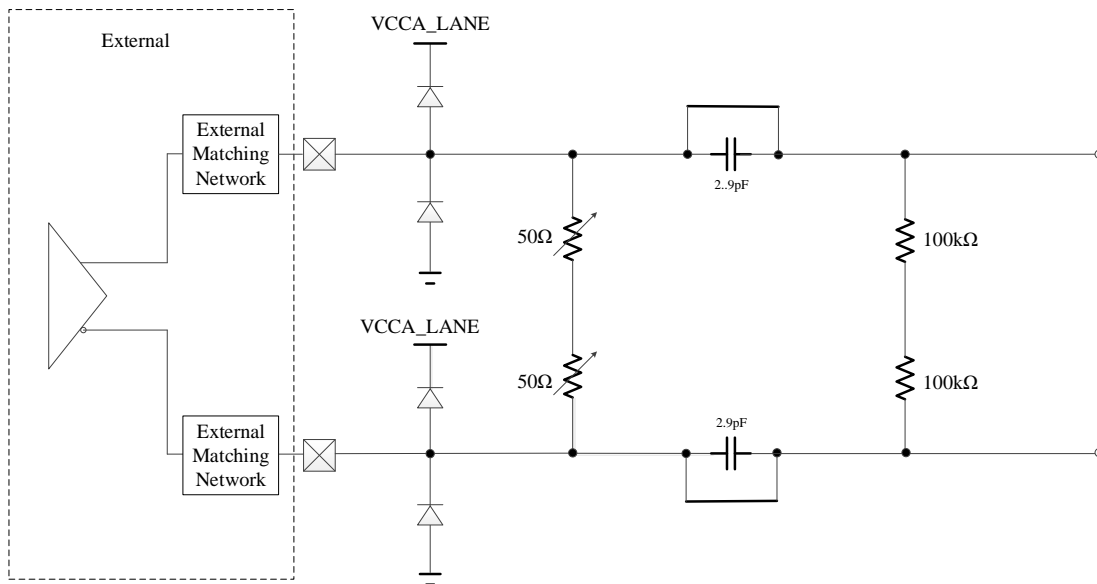 External
VCCA_LANE
External
Matching
Network
2..9pF
50Ω
100kΩ
VCCA_LANE
50Ω
100kΩ
2.9pF
External
Matching
Network